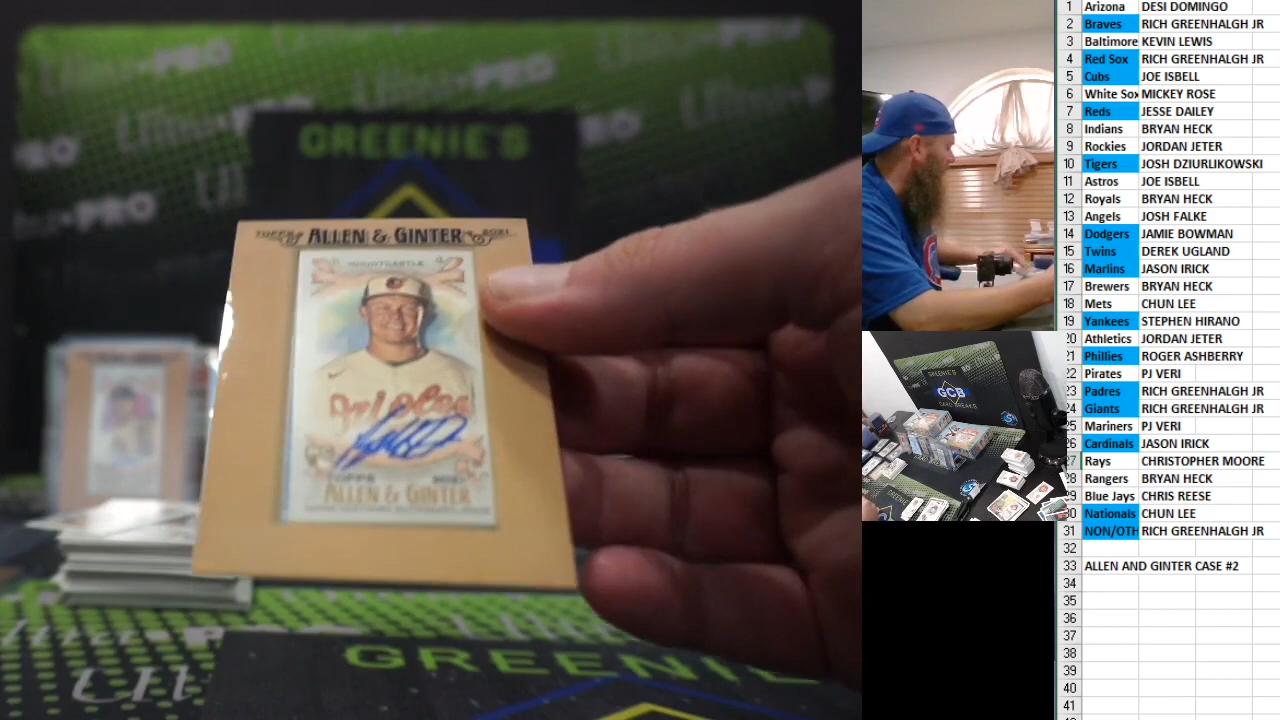 GREENIE'S
TOPPS ALLEN & GINTER 2021
MOUNTCASTLE
Orioles
ALLEN & GINTER
PRO
GREENIE
GREENIE'S
GCB
CARD BREAKS
1 Arizona DESI DOMINGO
2 Braves RICH GREENHALGH JR
3 Baltimore KEVIN LEWIS
4 Red Sox RICH GREENHALGH JR
5 Cubs JOE ISBELL
6 White Sox MICKEY ROSE
7 Reds JESSE DAILEY
8 Indians BRYAN HECK
9 Rockies JORDAN JETER
10 Tigers JOSH DZIURLIKOWSKI
11 Astros JOE ISBELL
12 Royals BRYAN HECK
13 Angels JOSH FALKE
14 Dodgers JAMIE BOWMAN
15 Twins DEREK UGLAND
16 Marlins JASON IRICK
17 Brewers BRYAN HECK
18 Mets CHUN LEE
19 Yankees STEPHEN HIRANO
20 Athletics JORDAN JETER
21 Phillies ROGER ASHBERRY
22 Pirates PJ VERI
23 Padres RICH GREENHALGH JR
24 Giants RICH GREENHALGH JR
25 Mariners PJ VERI
26 Cardinals JASON IRICK
27 Rays CHRISTOPHER MOORE
28 Rangers BRYAN HECK
29 Blue Jays CHRIS REESE
30 Nationals CHUN LEE
31 NON/OTH RICH GREENHALGH JR
32
33 ALLEN AND GINTER CASE #2
34
35
36
37
38
39
40
41